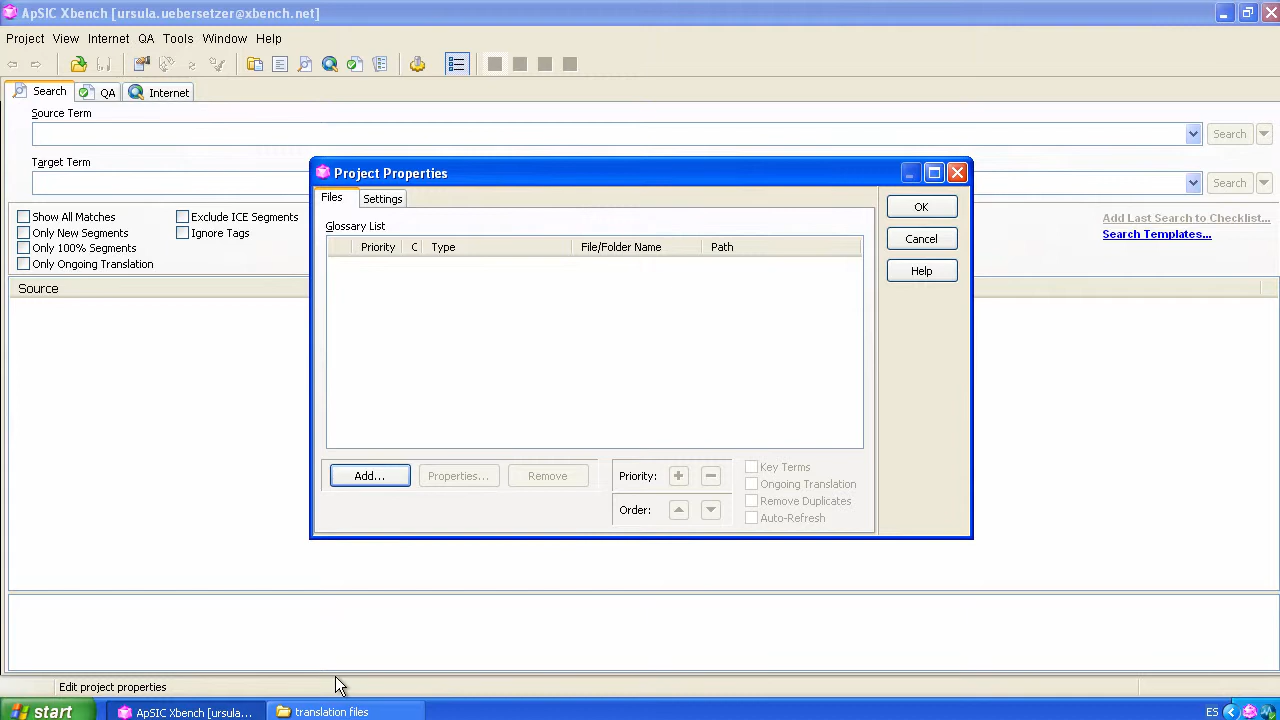 ApSIC Xbench [ursula.uebersetzer@xbench.net]
Project View Internet QA Tools Window Help
Search QA Internet
Source Term
Search
Target Term
Search
Show All Matches Exclude ICE Segments
Only New Segments Ignore Tags
Only 100% Segments
Only Ongoing Translation
Add Last Search to Checklist...
Search Templates...
Source
Project Properties
Files Settings
Glossary List
Priority C Type File/Folder Name Path
OK
Cancel
Help
Add... Properties... Remove
Priority:
Order:
Key Terms
Ongoing Translation
Remove Duplicates
Auto-Refresh
Edit project properties
start ApSIC Xbench [ursula... translation files ES